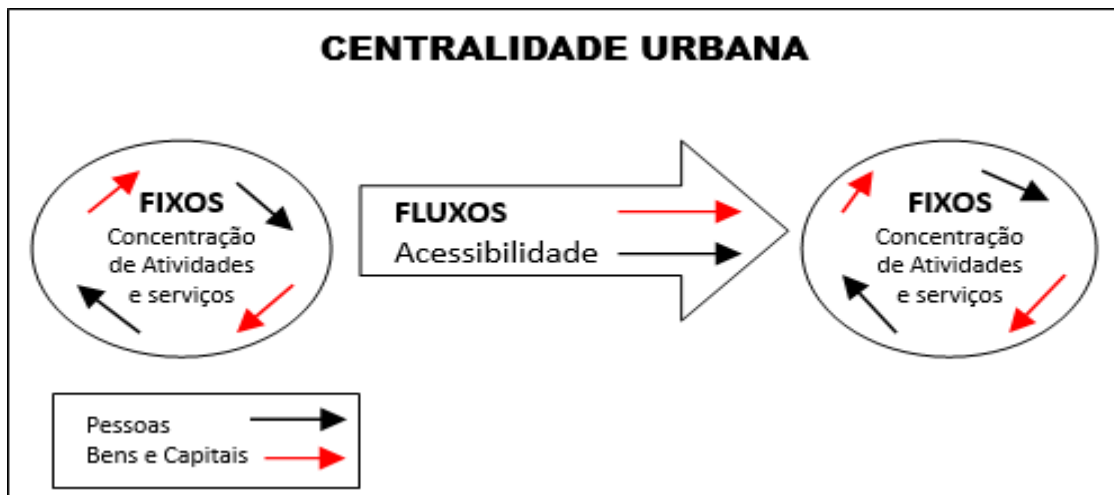 CENTRALIDADE URBANA
FIXOS
Concentração
de Atividades
e serviços
FLUXOS
Acessibilidade
FIXOS
Concentração
de Atividades
e serviços
Pessoas
Bens e Capitais